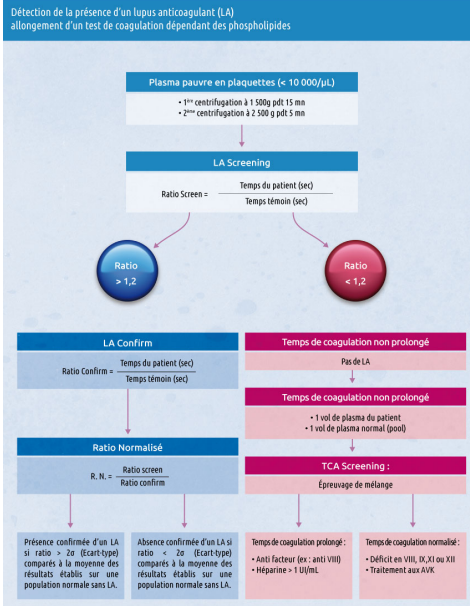 Détection de la présence d'un lupus anticoagulant (LA)
allongement d'un test de coagulation dépendant des phospholipides
Plasma pauvre en plaquettes (< 10 000/µL)
• 1ière centrifugation à 1 500g pdt 15 mn
• 2ième centrifugation à 2 500 g pdt 5 mn
LA Screening
Ratio Screen = Temps du patient (sec)
Temps témoin (sec)
Ratio
> 1,2
Ratio
< 1,2
LA Confirm
Ratio Confirm = Temps du patient (sec)
Temps témoin (sec)
Ratio Normalisé
R. N. = Ratio screen
Ratio confirm
Présence confirmée d'un LA
si ratio > 2σ (Ecart-type)
comparés à la moyenne des
résultats établis sur une
population normale sans LA.
Absence confirmée d'un LA si
ratio < 2σ (Ecart-type)
comparés à la moyenne des
résultats établis sur une
population normale sans LA.
Temps de coagulation non prolongé
Pas de LA
Temps de coagulation non prolongé
• 1 vol de plasma du patient
• 1 vol de plasma normal (pool)
TCA Screening :
Épreuvage de mélange
Temps de coagulation prolongé :
• Anti facteur (ex : anti VIII)
• Héparine > 1 UI/mL
Temps de coagulation normalisé :
• Déficit en VIII, IX,XI ou XII
• Traitement aux AVK